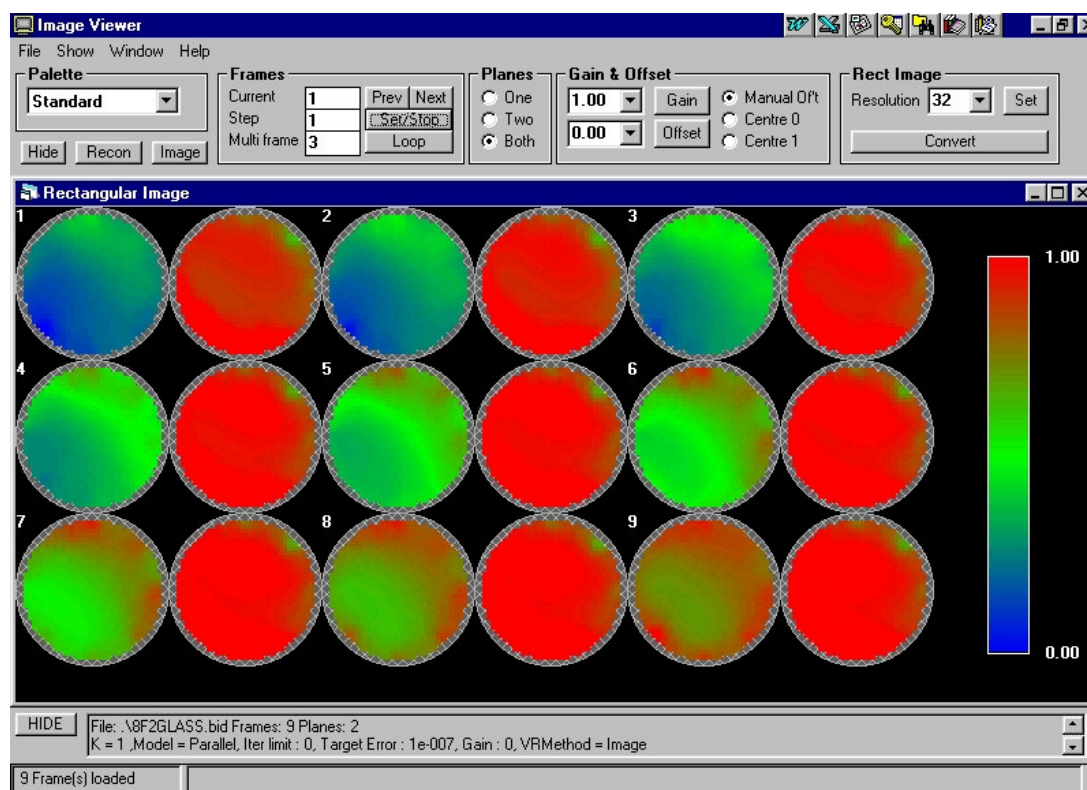 Image Viewer
File Show Window Help
Palette
Standard
Hide Recon Image
Frames
Current 1 Prev Next
Step 1 Ser/Stop
Multi frame 3 Loop
Planes
One
Two
Both
Gain & Offset
1.00 Gain
0.00 Offset
Manual Of't
Centre 0
Centre 1
Rect Image
Resolution 32 Set
Convert
Rectangular Image
1 2 3
1.00
4 5 6
7 8 9
0.00
HIDE
File: .\8F2GLASS.bid Frames: 9 Planes: 2
K = 1 ,Model = Parallel, Iter limit : 0, Target Error : 1e-007, Gain : 0, VRMethod = Image
9 Frame(s) loaded